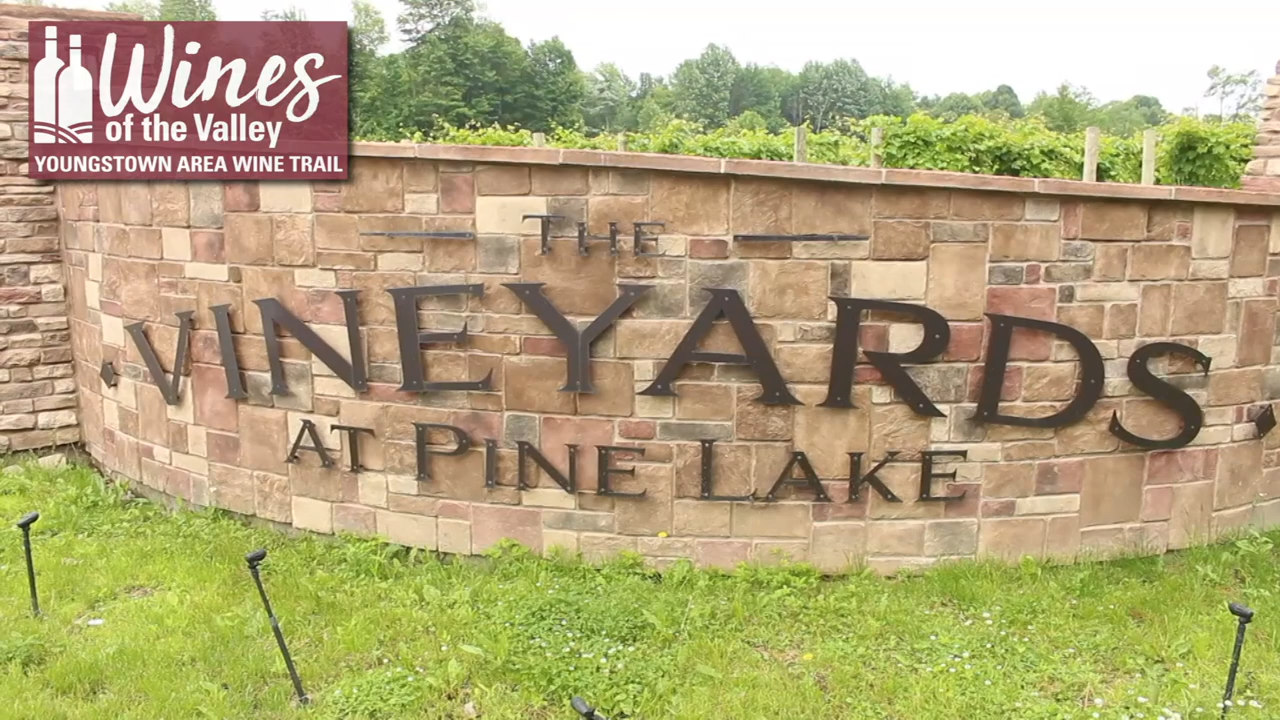 Wines
of the Valley
YOUNGSTOWN AREA WINE TRAIL
THE
VINEYARDS
AT PINE LAKE